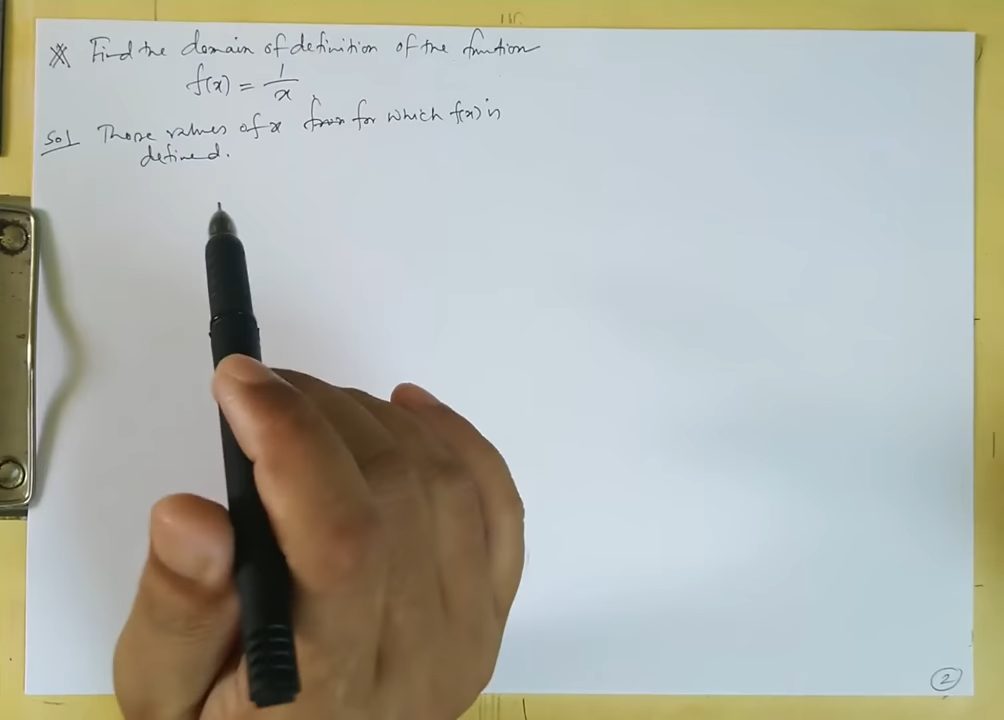 * Find the domain of definition of the function
f(x) = 1/x
Sol Those values of x for which f(x) is
defined.
2